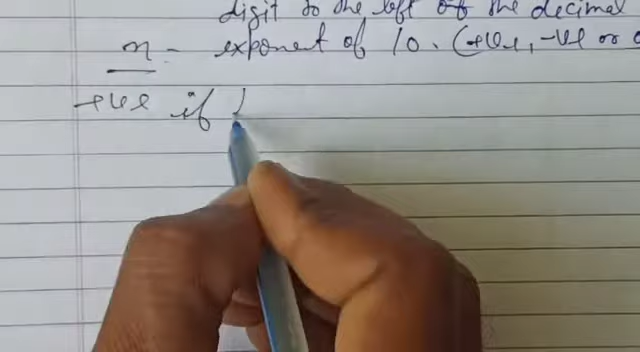 digit to the left of the decimal
n - exponent of 10. (+ve, -ve or
+ve if